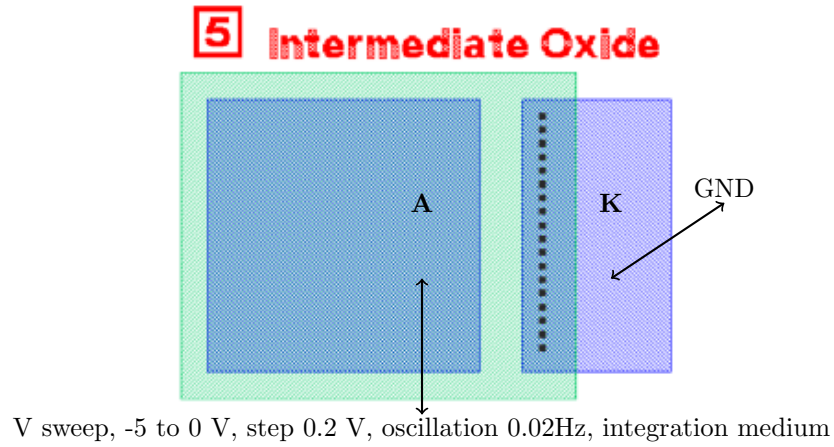 5 Intermediate Oxide
A
K
GND
V sweep, -5 to 0 V, step 0.2 V, oscillation 0.02Hz, integration medium